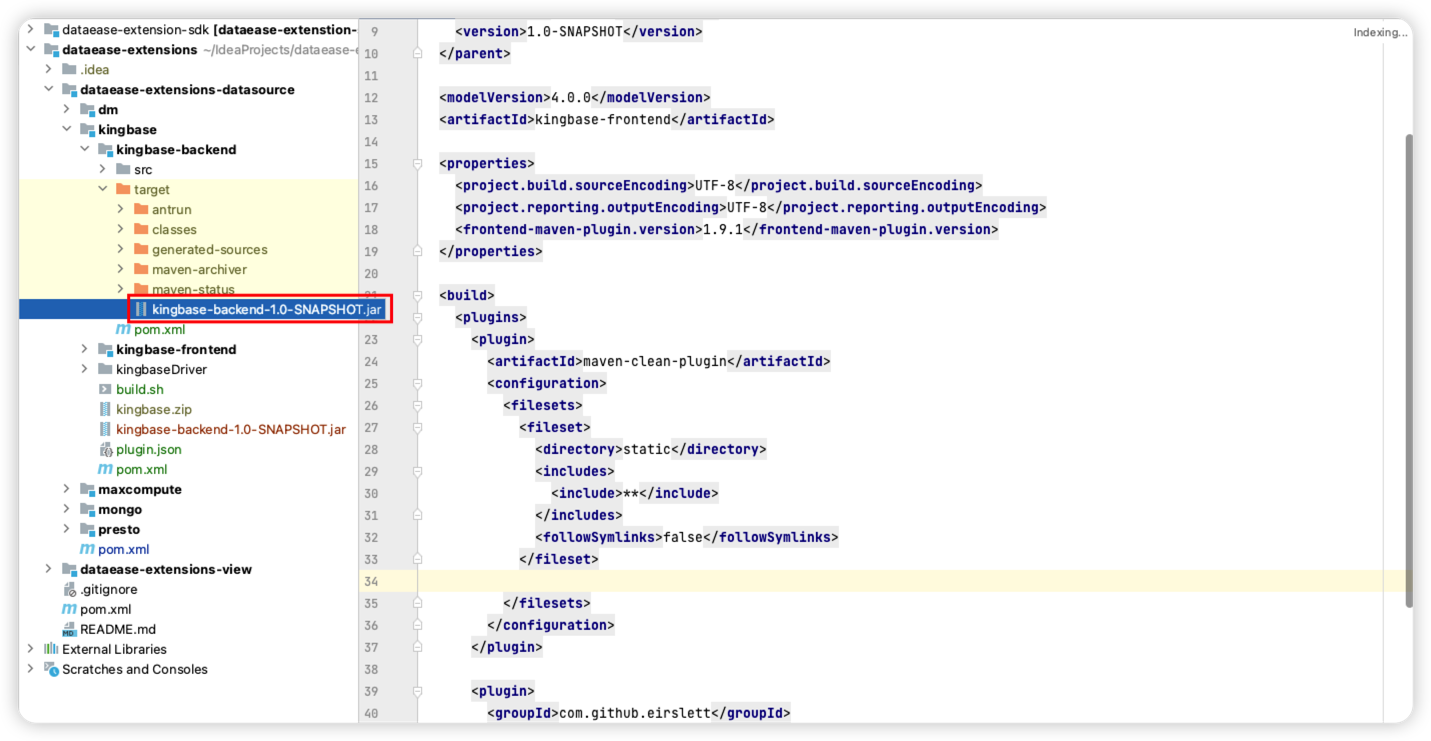 dataease-extension-sdk [dataease-extenstion-
dataease-extensions ~/IdeaProjects/dataease-e
.idea
dataease-extensions-datasource
dm
kingbase
kingbase-backend
src
target
antrun
classes
generated-sources
maven-archiver
maven-status
kingbase-backend-1.0-SNAPSHOT.jar
pom.xml
kingbase-frontend
kingbaseDriver
build.sh
kingbase.zip
kingbase-backend-1.0-SNAPSHOT.jar
plugin.json
pom.xml
maxcompute
mongo
presto
pom.xml
dataease-extensions-view
.gitignore
pom.xml
README.md
External Libraries
Scratches and Consoles
9 <version>1.0-SNAPSHOT</version>
10 </parent>
11
12 <modelVersion>4.0.0</modelVersion>
13 <artifactId>kingbase-frontend</artifactId>
14
15 <properties>
16 <project.build.sourceEncoding>UTF-8</project.build.sourceEncoding>
17 <project.reporting.outputEncoding>UTF-8</project.reporting.outputEncoding>
18 <frontend-maven-plugin.version>1.9.1</frontend-maven-plugin.version>
19 </properties>
20
<build>
<plugins>
23 <plugin>
24 <artifactId>maven-clean-plugin</artifactId>
25 <configuration>
26 <filesets>
27 <fileset>
28 <directory>static</directory>
29 <includes>
30 <include>**</include>
31 </includes>
32 <followSymlinks>false</followSymlinks>
33 </fileset>
34
35 </filesets>
36 </configuration>
37 </plugin>
38
39 <plugin>
40 <groupId>com.github.eirslett</groupId>
Indexing...